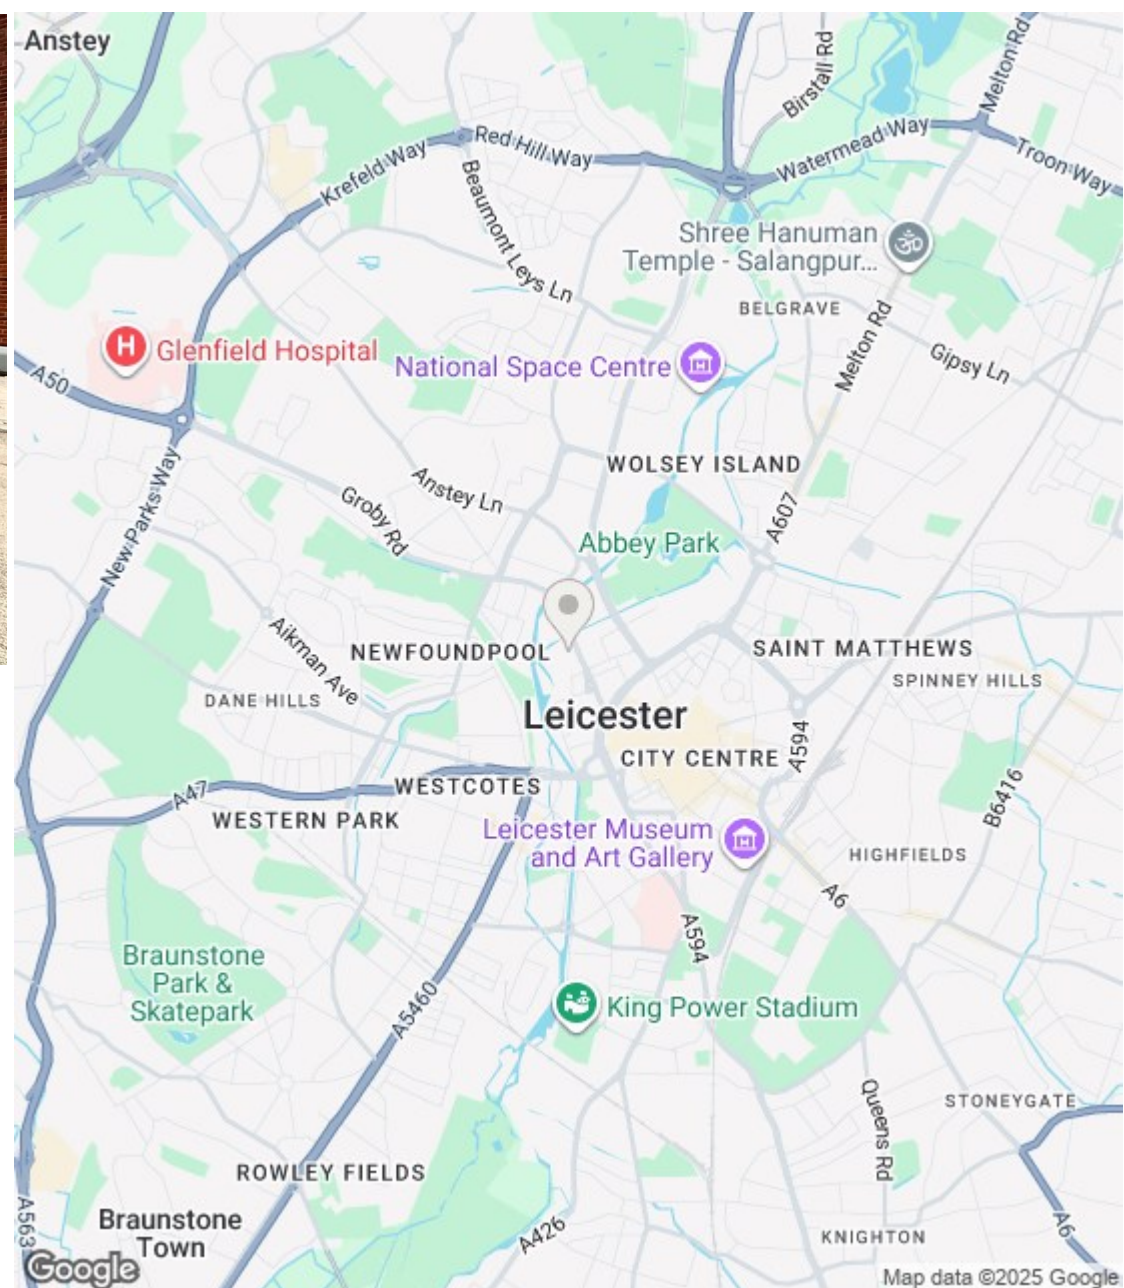 Anstey
Birstall Rd
Melton Rd
Red Hill Way
Watermead Way
Troon Way
Krefeld Way
Beaumont Leys Ln
Shree Hanuman
Temple - Salangpur...
ॐ
BELGRAVE
H
Glenfield Hospital
National Space Centre
Melton Rd
Gipsy Ln
A50
WOLSEY ISLAND
Anstey Ln
New Parks Way
Groby Rd
A607
Abbey Park
Aikman Ave
NEWFOUNDPOOL
SAINT MATTHEWS
SPINNEY HILLS
DANE HILLS
Leicester
CITY CENTRE
A594
A47
WESTCOTES
B6416
WESTERN PARK
Leicester Museum
and Art Gallery
HIGHFIELDS
A6
A594
Braunstone
Park &
Skatepark
A5460
King Power Stadium
Queens Rd
STONEYGATE
ROWLEY FIELDS
A563
Braunstone
Town
A426
KNIGHTON
A6
Google
Map data ©2025 Google